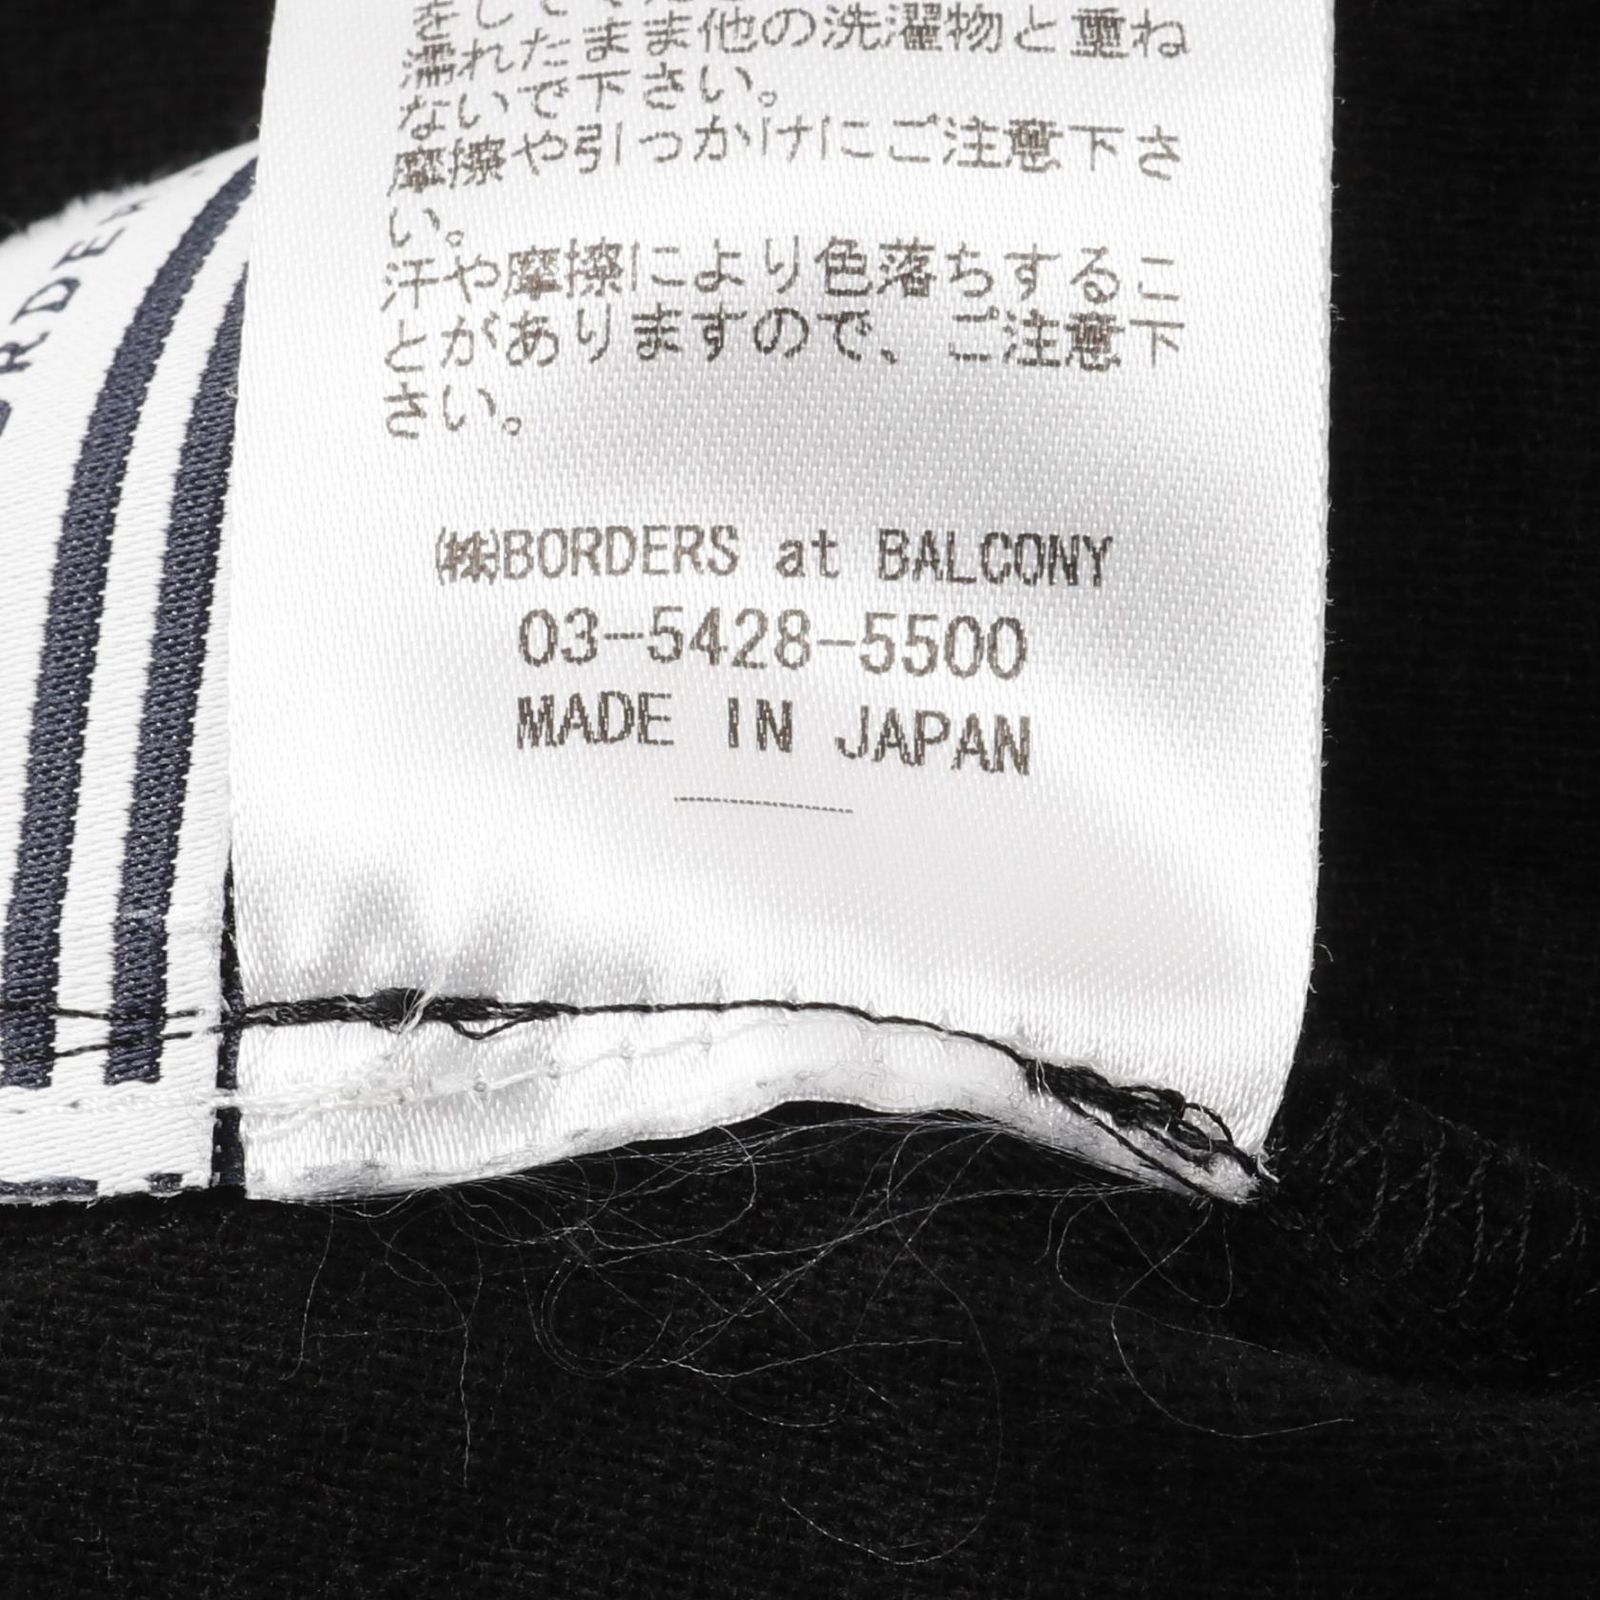 濡れたまま他の洗濯物と重ね
ないで下さい。
摩擦や引っかけにご注意下さ
い。
汗や摩擦により色落ちするこ
とがありますので、ご注意下
さい。
㈱BORDERS at BALCONY
03-5428-5500
MADE IN JAPAN